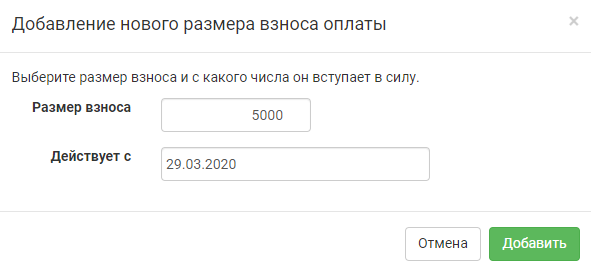 Добавление нового размера взноса оплаты ×
Выберите размер взноса и с какого числа он вступает в силу.
Размер взноса 5000
Действует с 29.03.2020
Отмена Добавить